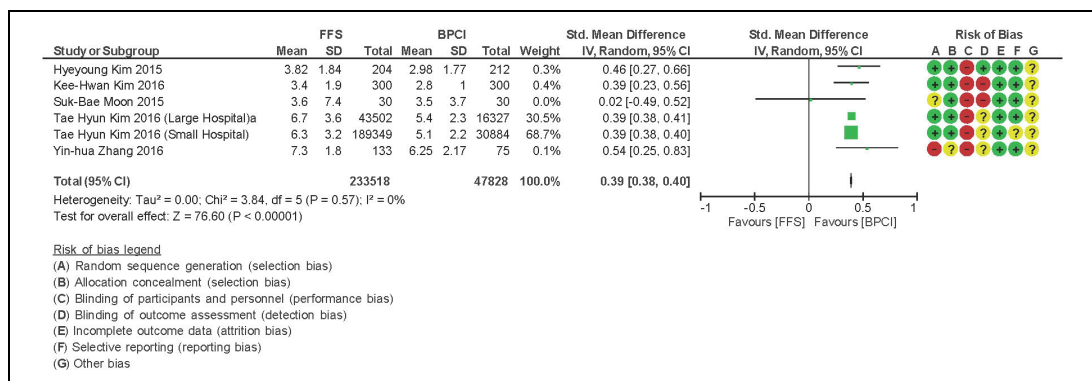 FFS BPCI Std. Mean Difference Std. Mean Difference Risk of Bias
Study or Subgroup Mean SD Total Mean SD Total Weight IV, Random, 95% CI IV, Random, 95% CI A B C D E F G
Hyeyoung Kim 2015 3.82 1.84 204 2.98 1.77 212 0.3% 0.46 [0.27, 0.66] + + - + + + ?
Kee-Hwan Kim 2016 3.4 1.9 300 2.8 1 300 0.4% 0.39 [0.23, 0.56] + + - - + + ?
Suk-Bae Moon 2015 3.6 7.4 30 3.5 3.7 30 0.0% 0.02 [-0.49, 0.52] ? + - - + + ?
Tae Hyun Kim 2016 (Large Hospital)a 6.7 3.6 43502 5.4 2.3 16327 30.5% 0.39 [0.38, 0.41] + + - ? + ? ?
Tae Hyun Kim 2016 (Small Hospital) 6.3 3.2 189349 5.1 2.2 30884 68.7% 0.39 [0.38, 0.40] + + - ? + ? ?
Yin-hua Zhang 2016 7.3 1.8 133 6.25 2.17 75 0.1% 0.54 [0.25, 0.83] - ? - ? + + ?
Total (95% CI) 233518 47828 100.0% 0.39 [0.38, 0.40]
Heterogeneity: Tau² = 0.00; Chi² = 3.84, df = 5 (P = 0.57); I² = 0%
Test for overall effect: Z = 76.60 (P < 0.00001)
-1 -0.5 0 0.5 1
Favours [FFS] Favours [BPCI]
Risk of bias legend
(A) Random sequence generation (selection bias)
(B) Allocation concealment (selection bias)
(C) Blinding of participants and personnel (performance bias)
(D) Blinding of outcome assessment (detection bias)
(E) Incomplete outcome data (attrition bias)
(F) Selective reporting (reporting bias)
(G) Other bias